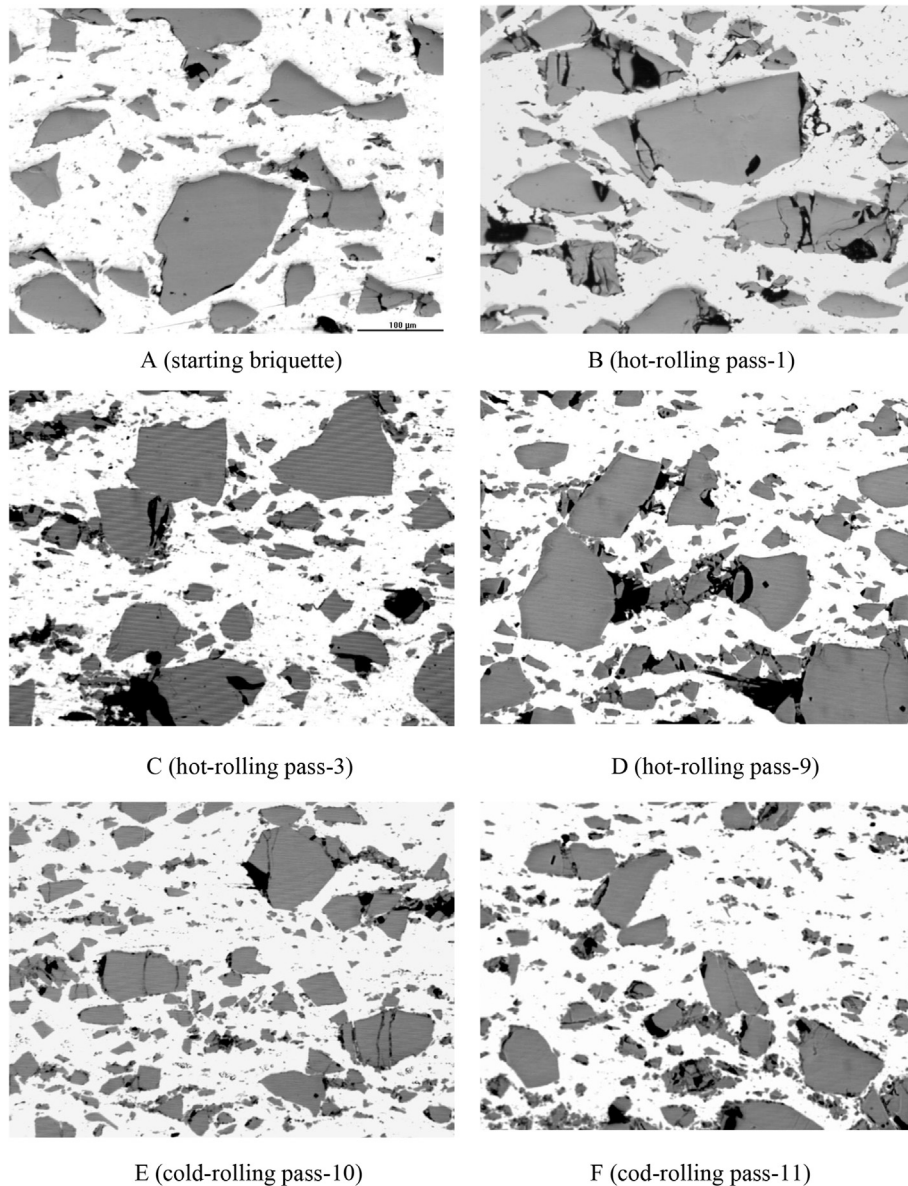 100 μm
A (starting briquette)
B (hot-rolling pass-1)
C (hot-rolling pass-3)
D (hot-rolling pass-9)
E (cold-rolling pass-10)
F (cod-rolling pass-11)